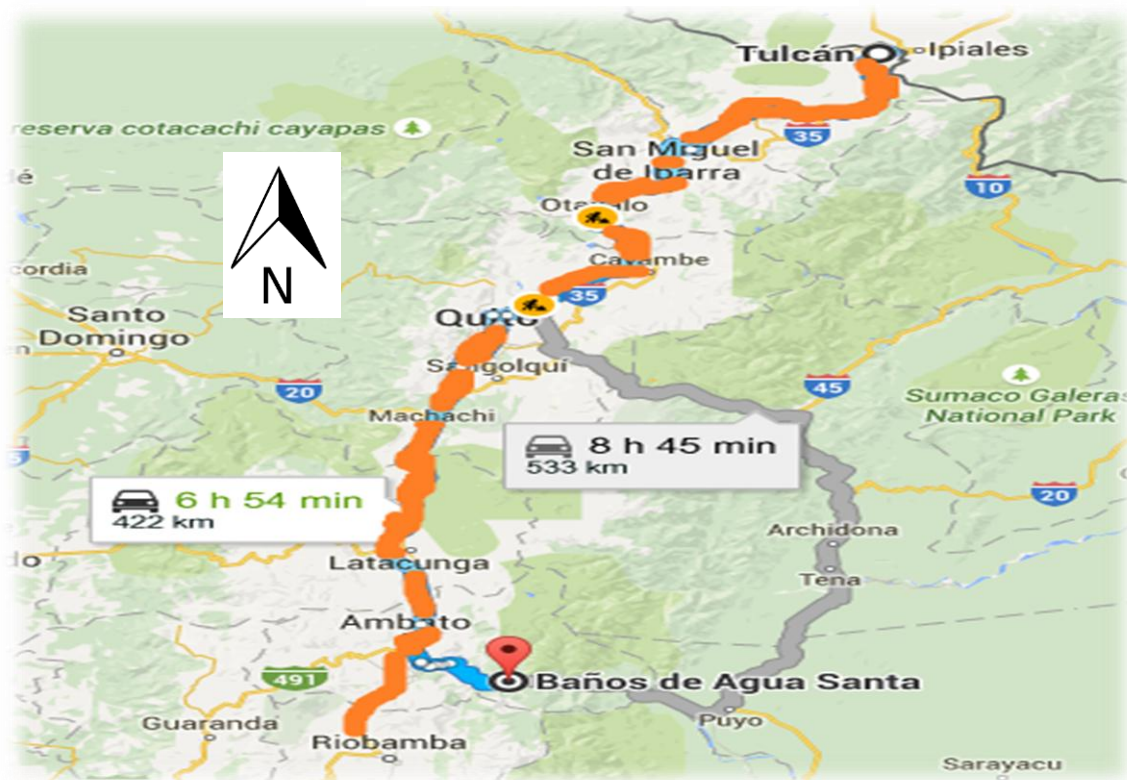 Tulcán
Ipiales
reserva cotacachi cayapas
35
San Miguel
de Ibarra
10
Otavalo
Cayambe
N
cordia
35
Santo
Domingo
Quito
Sangolquí
20
45
Sumaco Galeras
National Park
Machachi
8 h 45 min
533 km
6 h 54 min
422 km
20
Archidona
Latacunga
Tena
Ambato
491
Baños de Agua Santa
Guaranda
Puyo
Riobamba
Sarayacu